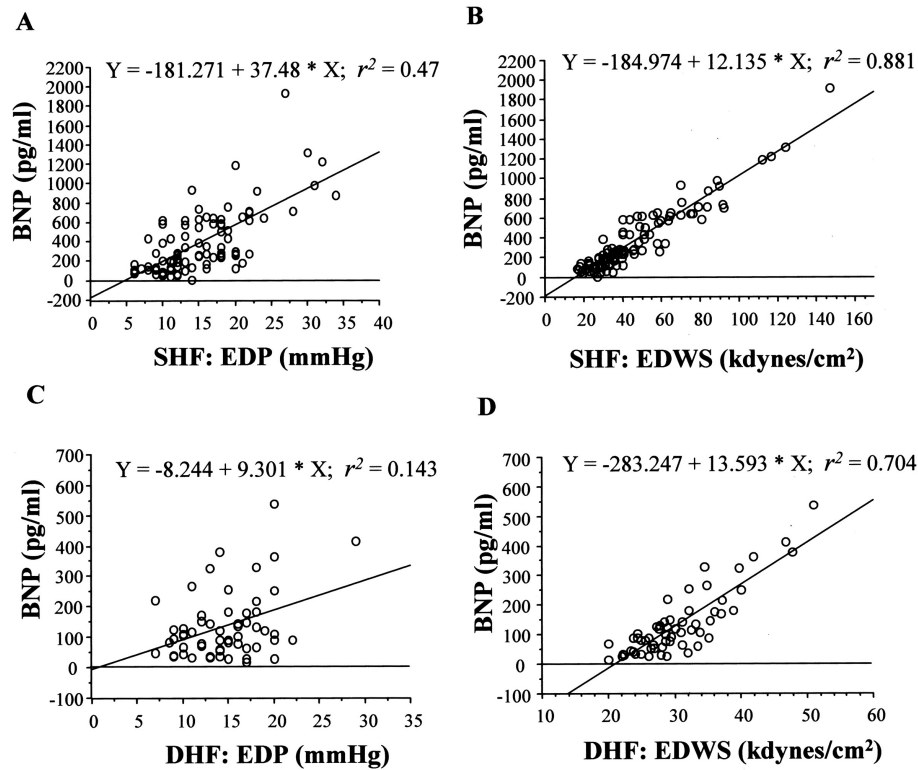 A
Y = -181.271 + 37.48 * X; r² = 0.47
2200
2000
1800
1600
1400
1200
1000
800
600
400
200
0
-200
BNP (pg/ml)
0 5 10 15 20 25 30 35 40
SHF: EDP (mmHg)
B
Y = -184.974 + 12.135 * X; r² = 0.881
2200
2000
1800
1600
1400
1200
1000
800
600
400
200
0
-200
BNP (pg/ml)
0 20 40 60 80 100 120 140 160
SHF: EDWS (kdynes/cm²)
C
Y = -8.244 + 9.301 * X; r² = 0.143
700
600
500
400
300
200
100
0
-100
BNP (pg/ml)
0 5 10 15 20 25 30 35
DHF: EDP (mmHg)
D
Y = -283.247 + 13.593 * X; r² = 0.704
700
600
500
400
300
200
100
0
-100
BNP (pg/ml)
10 20 30 40 50 60
DHF: EDWS (kdynes/cm²)